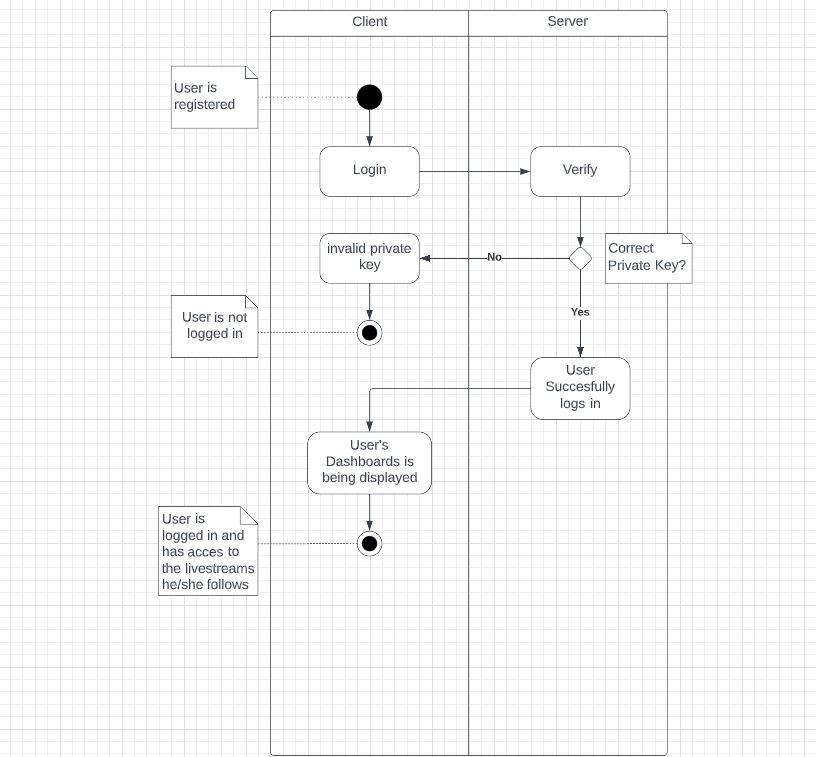 Client
Server
User is
registered
Login
Verify
invalid private
key
No
Correct
Private Key?
User is not
logged in
Yes
User
Succesfully
logs in
User's
Dashboards is
being displayed
User is
logged in and
has acces to
the livestreams
he/she follows